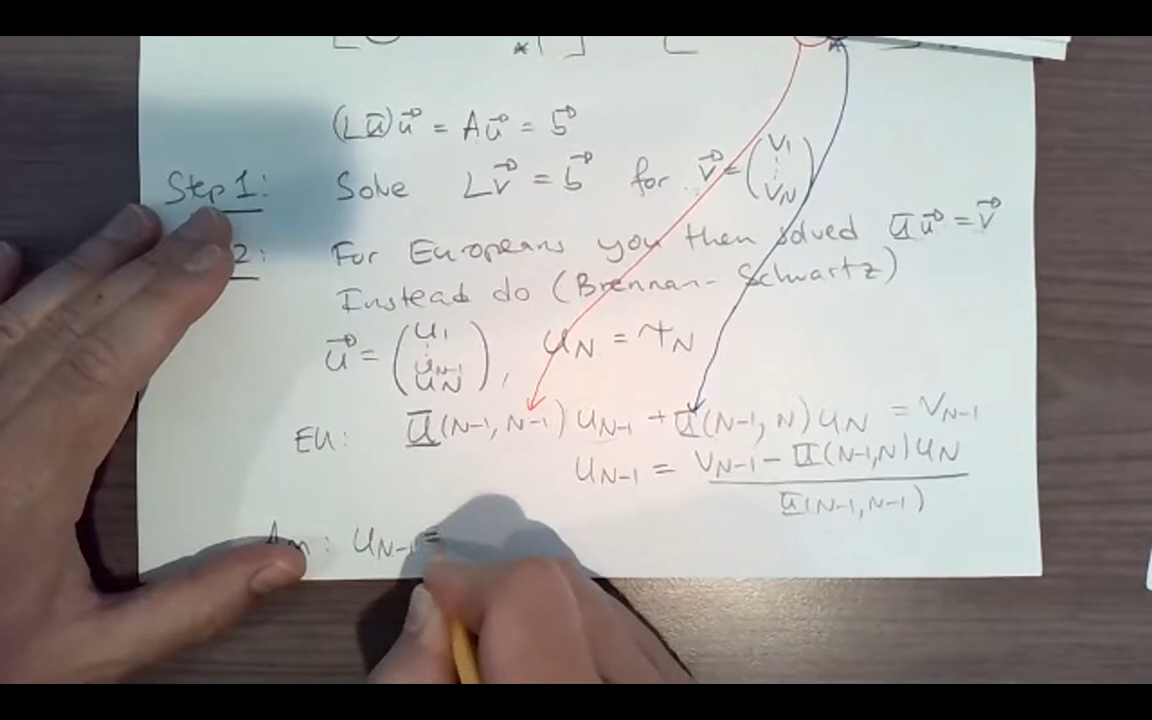 (LU̲)u⃗ = Au⃗ = b⃗
Step 1: Solve Lv⃗ = b⃗ for v⃗ = (v1 ⋮ vN)
2: For Europeans you then solved U̲u⃗ = v⃗
Instead do (Brennan-Schwartz)
u⃗ = (u1 ⋮ uN-1 uN), uN = ψN
EU: U̲(N-1, N-1) uN-1 + U̲(N-1, N) uN = vN-1
uN-1 = (vN-1 - U̲(N-1,N) uN) / U̲(N-1,N-1)
Am: uN-1 =